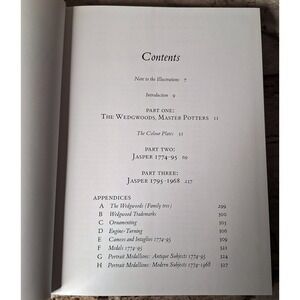 Contents
Note to the Illustrations 7
Introduction 9
PART ONE:
THE WEDGWOODS, MASTER POTTERS 11
The Colour Plates 51
PART TWO:
JASPER 1774-95 69
PART THREE:
JASPER 1795-1968 227
APPENDICES
A The Wedgwoods (Family tree) 299
B Wedgwood Trademarks 300
C Ornamenting 305
D Engine-Turning 306
E Cameos and Intaglios 1774-95 309
F Medals 1774-95 321
G Portrait Medallions: Antique Subjects 1774-95 324
H Portrait Medallions: Modern Subjects 1774-1968 327